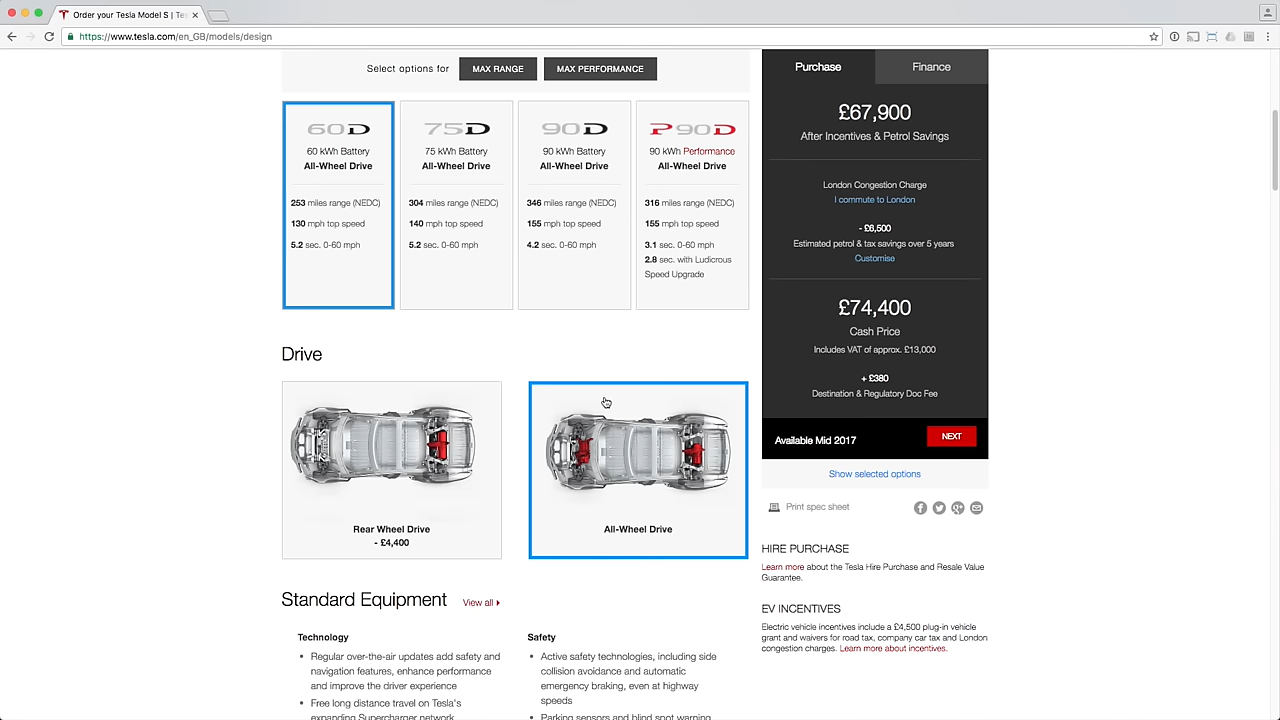 Order your Tesla Model S | Te
https://www.tesla.com/en_GB/models/design
Select options for
MAX RANGE
MAX PERFORMANCE
60D
60 kWh Battery
All-Wheel Drive
253 miles range (NEDC)
130 mph top speed
5.2 sec. 0-60 mph
75D
75 kWh Battery
All-Wheel Drive
304 miles range (NEDC)
140 mph top speed
5.2 sec. 0-60 mph
90D
90 kWh Battery
All-Wheel Drive
346 miles range (NEDC)
155 mph top speed
4.2 sec. 0-60 mph
P90D
90 kWh Performance
All-Wheel Drive
316 miles range (NEDC)
155 mph top speed
3.1 sec. 0-60 mph
2.8 sec. with Ludicrous
Speed Upgrade
Drive
Rear Wheel Drive
- £4,400
All-Wheel Drive
Standard Equipment
View all
Technology
• Regular over-the-air updates add safety and
navigation features, enhance performance
and improve the driver experience
• Free long distance travel on Tesla's
expanding Supercharger network
Safety
• Active safety technologies, including side
collision avoidance and automatic
emergency braking, even at highway
speeds
• Parking sensors and blind spot warning
Purchase
Finance
£67,900
After Incentives & Petrol Savings
London Congestion Charge
I commute to London
- £6,500
Estimated petrol & tax savings over 5 years
Customise
£74,400
Cash Price
Includes VAT of approx. £13,000
+ £380
Destination & Regulatory Doc Fee
Available Mid 2017
NEXT
Show selected options
Print spec sheet
HIRE PURCHASE
Learn more about the Tesla Hire Purchase and Resale Value
Guarantee.
EV INCENTIVES
Electric vehicle incentives include a £4,500 plug-in vehicle
grant and waivers for road tax, company car tax and London
congestion charges. Learn more about incentives.